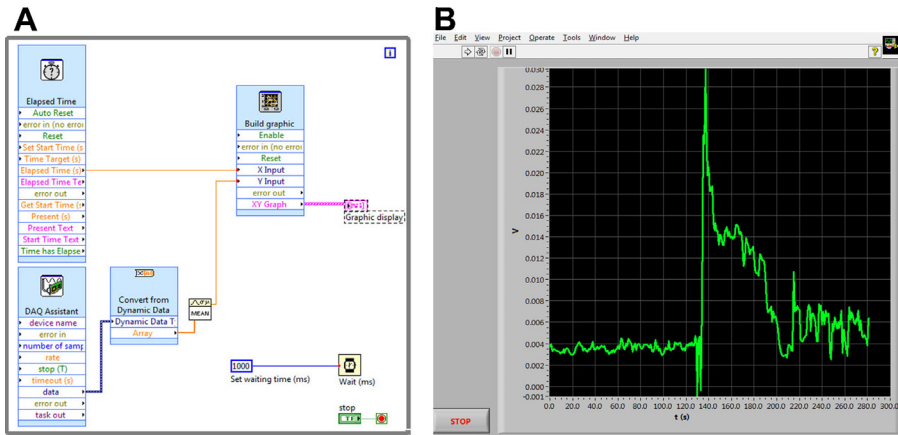 A
Elapsed Time
Auto Reset
error in (no erro
Reset
Set Start Time (s
Time Target (s)
Elapsed Time (s)
Elapsed Time Te
error out
Get Start Time (s
Present (s)
Present Text
Start Time Text
Time has Elapse
DAQ Assistant
device name
error in
number of samp
rate
stop (T)
timeout (s)
data
error out
task out
Convert from
Dynamic Data
Dynamic Data T
Array
MEAN
Build graphic
Enable
error in (no erro
Reset
X Input
Y Input
error out
XY Graph
Graphic display
1000
Set waiting time (ms)
Wait (ms)
stop
TF
i
B
File Edit View Project Operate Tools Window Help
?
0.030
0.028
0.026
0.024
0.022
0.020
0.018
0.016
0.014
0.012
0.010
0.008
0.006
0.004
0.002
0.001
-0.001
V
0.0 20.0 40.0 60.0 80.0 100.0 120.0 140.0 160.0 180.0 200.0 220.0 240.0 260.0 280.0 300.0
t (s)
STOP